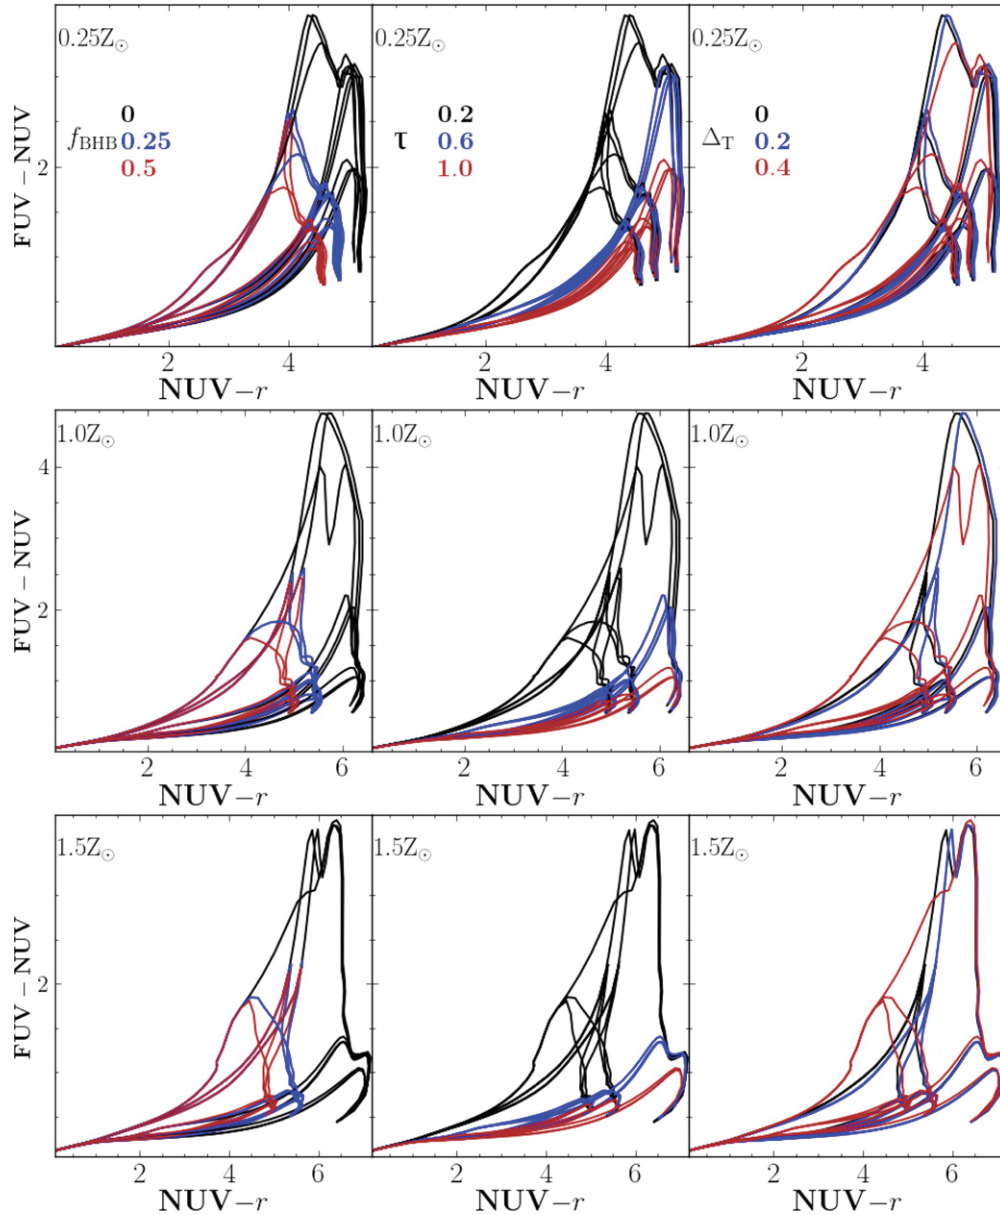 0.25Z⊙ 0.25Z⊙ 0.25Z⊙
0 0.2 0
f_BHB 0.25 τ 0.6 Δ_T 0.2
0.5 1.0 0.4
FUV – NUV
2
2 4 2 4 2 4
NUV–r NUV–r NUV–r
1.0Z⊙ 1.0Z⊙ 1.0Z⊙
FUV – NUV
4
2
2 4 6 2 4 6 2 4 6
NUV–r NUV–r NUV–r
1.5Z⊙ 1.5Z⊙ 1.5Z⊙
FUV – NUV
2
2 4 6 2 4 6 2 4 6
NUV–r NUV–r NUV–r